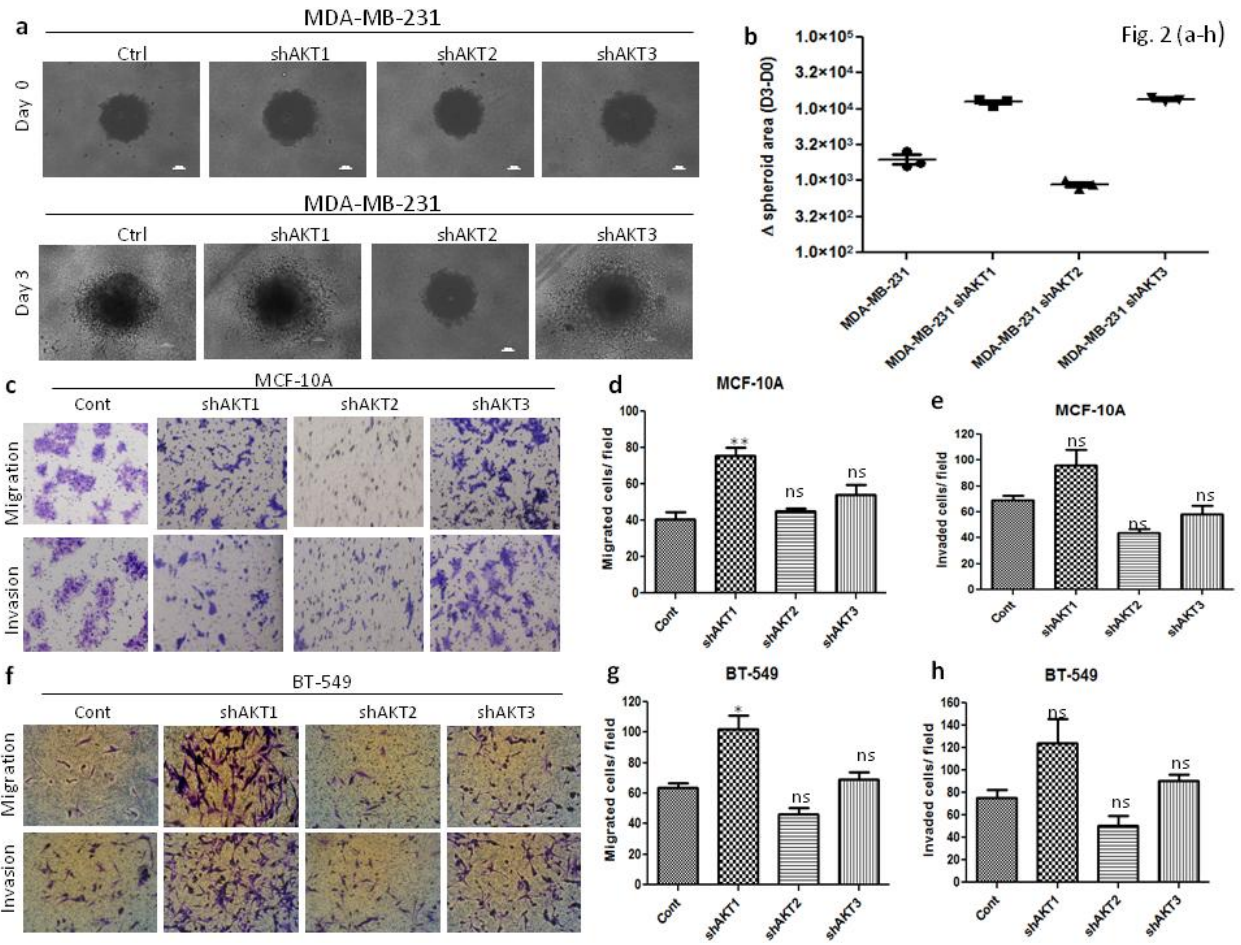 a
MDA-MB-231
Ctrl shAKT1 shAKT2 shAKT3
Day 0
MDA-MB-231
Ctrl shAKT1 shAKT2 shAKT3
Day 3
b
Fig. 2 (a-h)
Δ spheroid area (D3-D0)
1.0×10⁵
3.2×10⁴
1.0×10⁴
3.2×10³
1.0×10³
3.2×10²
1.0×10²
MDA-MB-231
MDA-MB-231 shAKT1
MDA-MB-231 shAKT2
MDA-MB-231 shAKT3
c
MCF-10A
Cont shAKT1 shAKT2 shAKT3
Migration
Invasion
d
MCF-10A
Migrated cells/ field
100
80
60
40
20
0
**
ns
ns
Cont
shAKT1
shAKT2
shAKT3
e
MCF-10A
Invaded cells/ field
120
100
80
60
40
20
0
ns
ns
ns
Cont
shAKT1
shAKT2
shAKT3
f
BT-549
Cont shAKT1 shAKT2 shAKT3
Migration
Invasion
g
BT-549
Migrated cells/ field
120
100
80
60
40
20
0
*
ns
ns
Cont
shAKT1
shAKT2
shAKT3
h
BT-549
Invaded cells/ field
160
140
120
100
80
60
40
20
0
ns
ns
ns
Cont
shAKT1
shAKT2
shAKT3